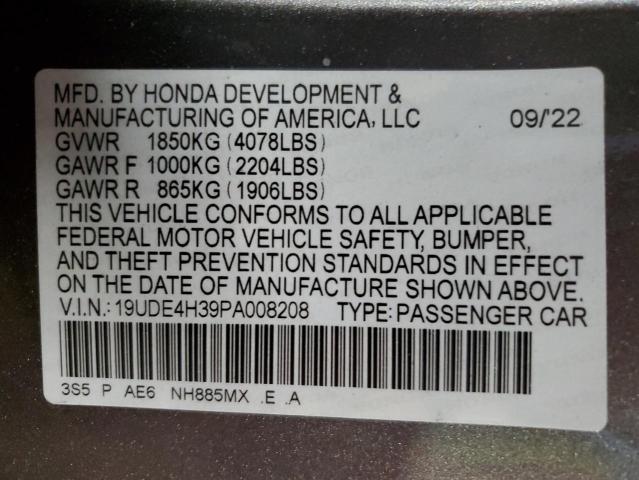 MFD. BY HONDA DEVELOPMENT &
MANUFACTURING OF AMERICA, LLC 09/'22
GVWR 1850KG (4078LBS)
GAWR F 1000KG (2204LBS)
GAWR R 865KG (1906LBS)
THIS VEHICLE CONFORMS TO ALL APPLICABLE
FEDERAL MOTOR VEHICLE SAFETY, BUMPER,
AND THEFT PREVENTION STANDARDS IN EFFECT
ON THE DATE OF MANUFACTURE SHOWN ABOVE.
V.I.N.: 19UDE4H39PA008208 TYPE: PASSENGER CAR
3S5 P AE6 NH885MX .E .A